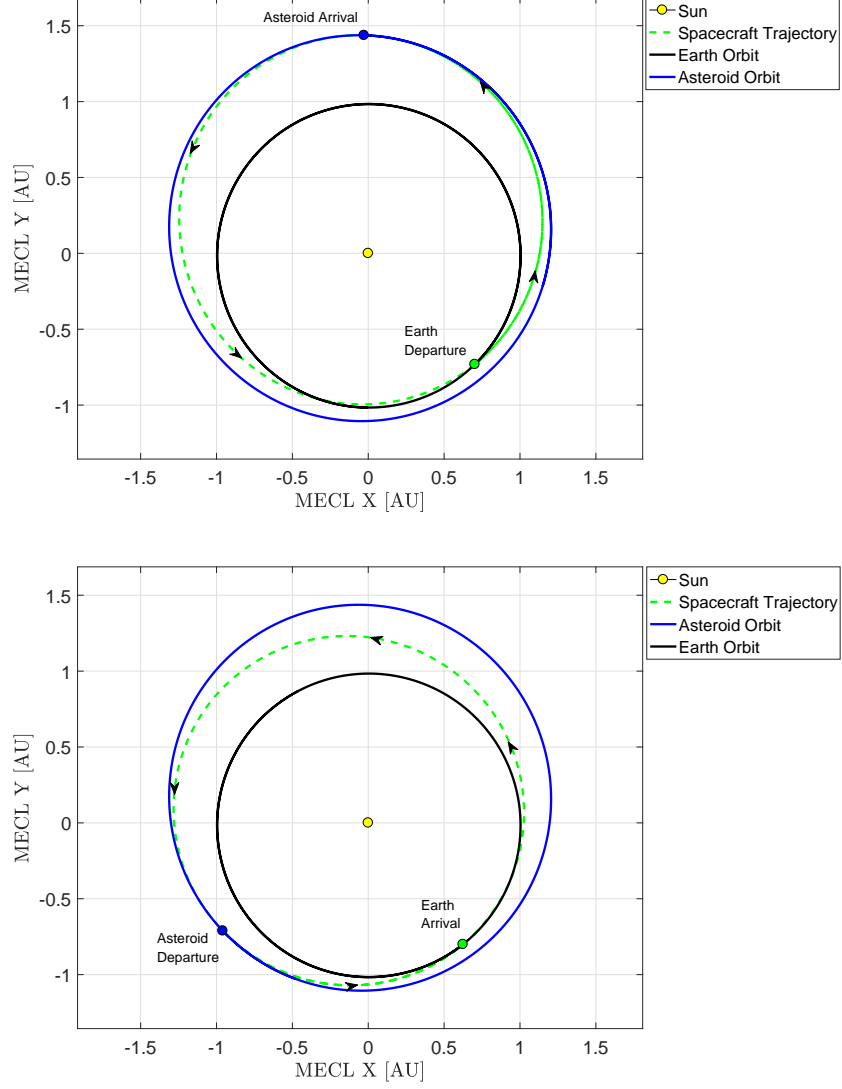 Asteroid Arrival
Sun
Spacecraft Trajectory
Earth Orbit
Asteroid Orbit
1.5
1
0.5
0
-0.5
-1
MECL Y [AU]
Earth
Departure
-1.5
-1
-0.5
0
0.5
1
1.5
MECL X [AU]
Sun
Spacecraft Trajectory
Asteroid Orbit
Earth Orbit
1.5
1
0.5
0
-0.5
-1
MECL Y [AU]
Earth
Arrival
Asteroid
Departure
-1.5
-1
-0.5
0
0.5
1
1.5
MECL X [AU]